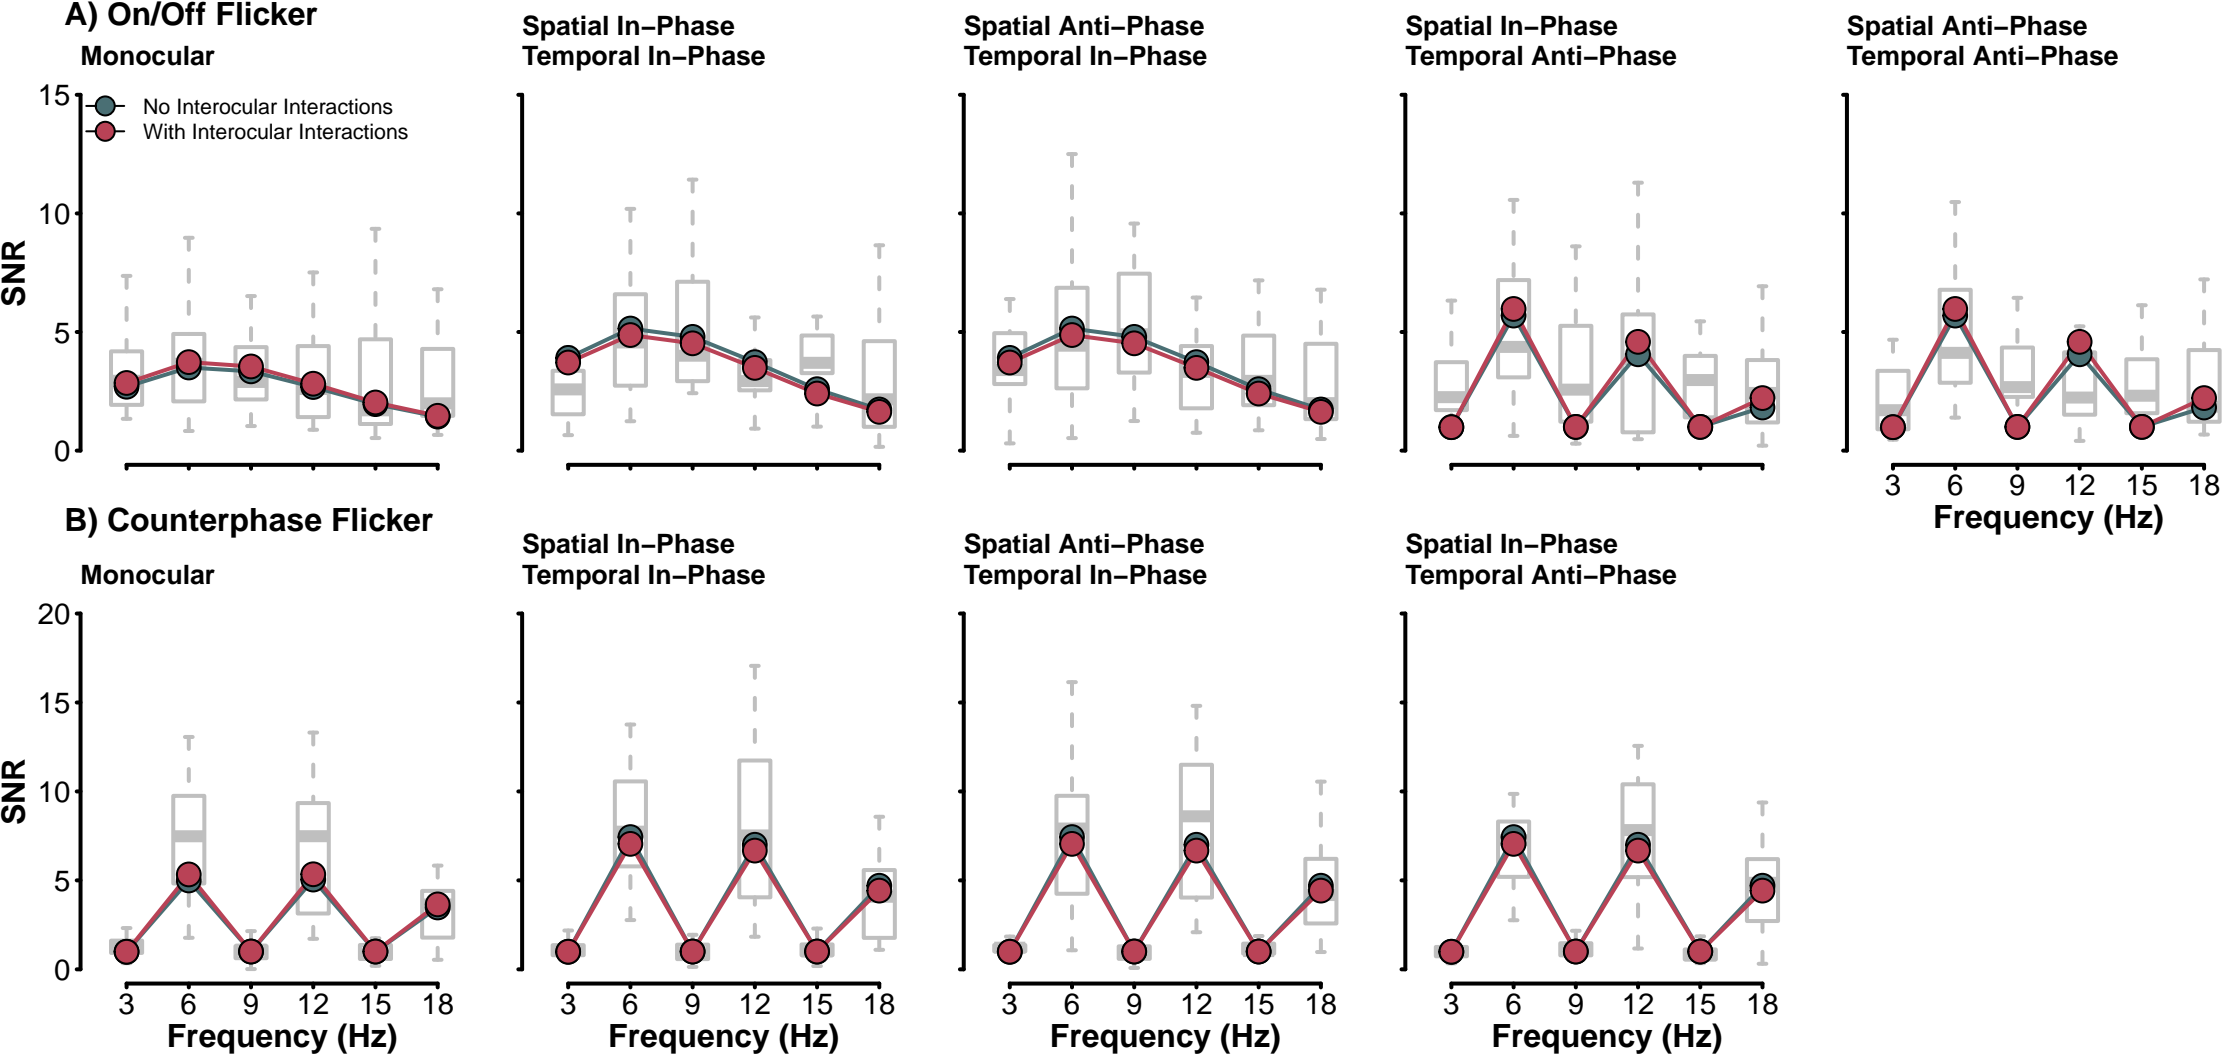 A) On/Off Flicker
Monocular
Spatial In−Phase
Temporal In−Phase
Spatial Anti−Phase
Temporal In−Phase
Spatial In−Phase
Temporal Anti−Phase
Spatial Anti−Phase
Temporal Anti−Phase
No Interocular Interactions
With Interocular Interactions
15
10
5
0
SNR
3 6 9 12 15 18
Frequency (Hz)
B) Counterphase Flicker
Monocular
Spatial In−Phase
Temporal In−Phase
Spatial Anti−Phase
Temporal In−Phase
Spatial In−Phase
Temporal Anti−Phase
20
15
10
5
0
SNR
3 6 9 12 15 18
Frequency (Hz)
3 6 9 12 15 18
Frequency (Hz)
3 6 9 12 15 18
Frequency (Hz)
3 6 9 12 15 18
Frequency (Hz)